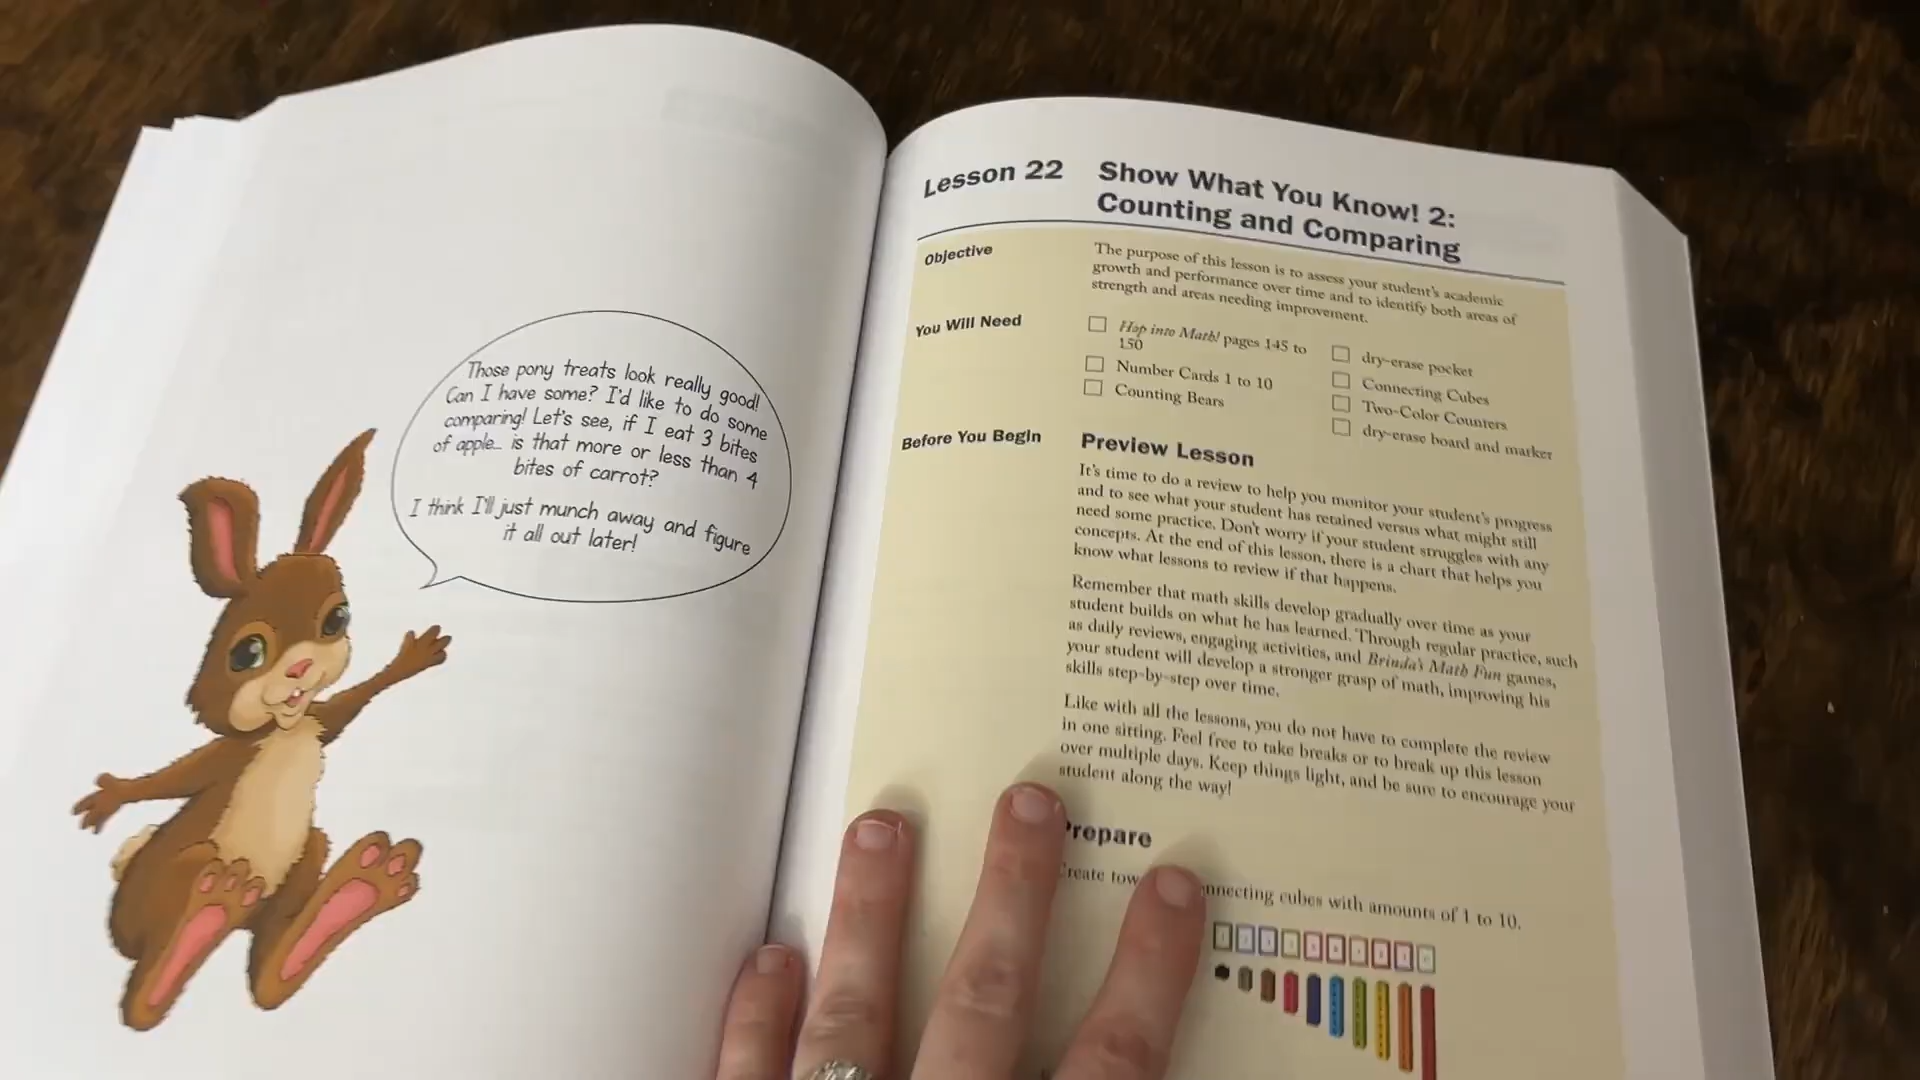 Those pony treats look really good!
Can I have some? I'd like to do some
comparing! Let's see, if I eat 3 bites
of apple... is that more or less than 4
bites of carrot?
I think I'll just munch away and figure
it all out later!
Lesson 22
Show What You Know! 2:
Counting and Comparing
Objective
The purpose of this lesson is to assess your student's academic
growth and performance over time and to identify both areas of
strength and areas needing improvement.
You Will Need
Hop into Math! pages 145 to
150
Number Cards 1 to 10
Counting Bears
dry-erase pocket
Connecting Cubes
Two-Color Counters
dry-erase board and marker
Before You Begin
Preview Lesson
It's time to do a review to help you monitor your student's progress
and to see what your student has retained versus what might still
need some practice. Don't worry if your student struggles with any
concepts. At the end of this lesson, there is a chart that helps you
know what lessons to review if that happens.
Remember that math skills develop gradually over time as your
student builds on what he has learned. Through regular practice, such
as daily reviews, engaging activities, and Brinda's Math Fun games,
your student will develop a stronger grasp of math, improving his
skills step-by-step over time.
Like with all the lessons, you do not have to complete the review
in one sitting. Feel free to take breaks or to break up this lesson
over multiple days. Keep things light, and be sure to encourage your
student along the way!
Prepare
cubes with amounts of 1 to 10.